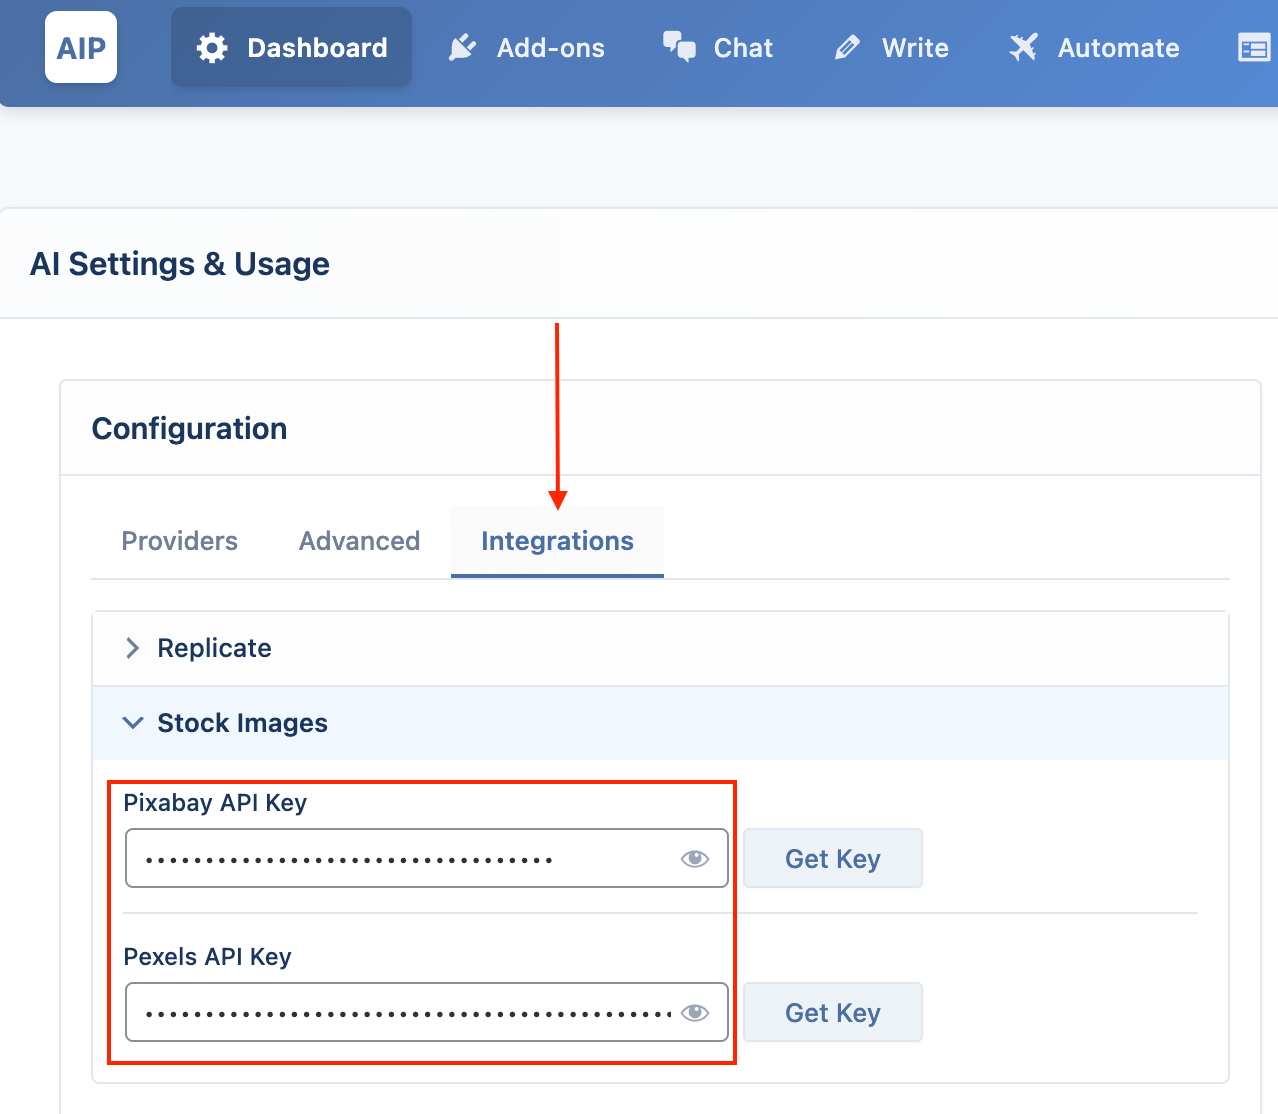 AIP Dashboard Add-ons Chat Write Automate
AI Settings & Usage
Configuration
Providers Advanced Integrations
Replicate
Stock Images
Pixabay API Key
Get Key
Pexels API Key
Get Key